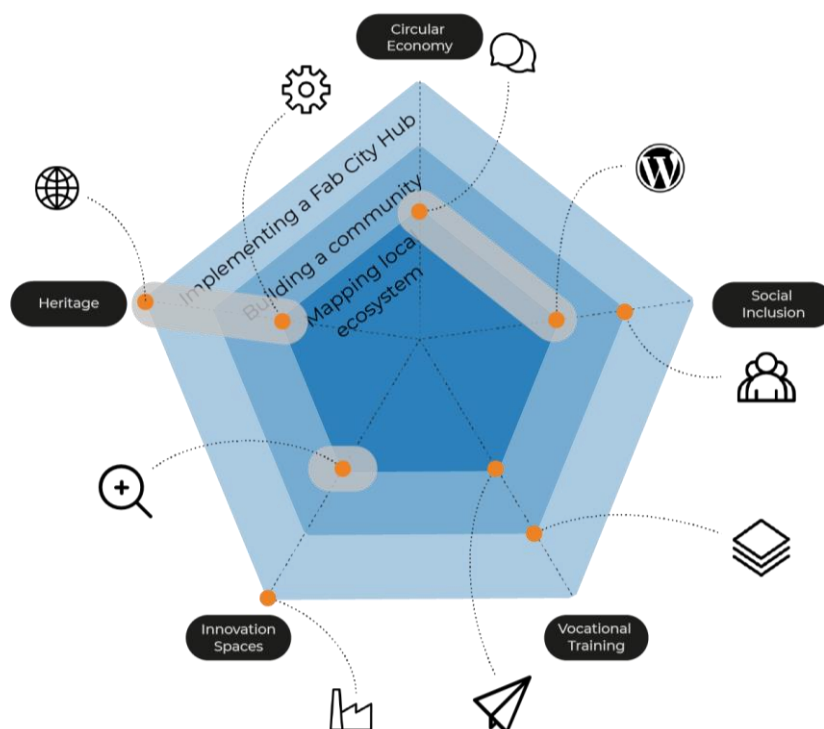 Circular
Economy
Implementing a Fab City Hub
Building a community
Mapping loca
ecosystem
Heritage
Social
Inclusion
Innovation
Spaces
Vocational
Training